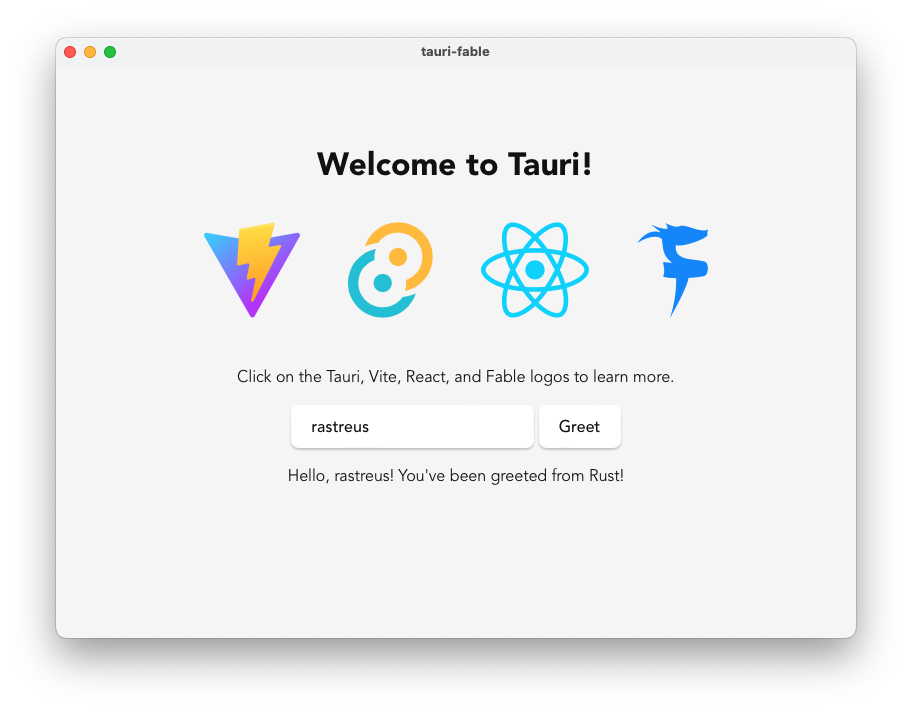 tauri-fable
Welcome to Tauri!
Click on the Tauri, Vite, React, and Fable logos to learn more.
rastreus
Greet
Hello, rastreus! You've been greeted from Rust!